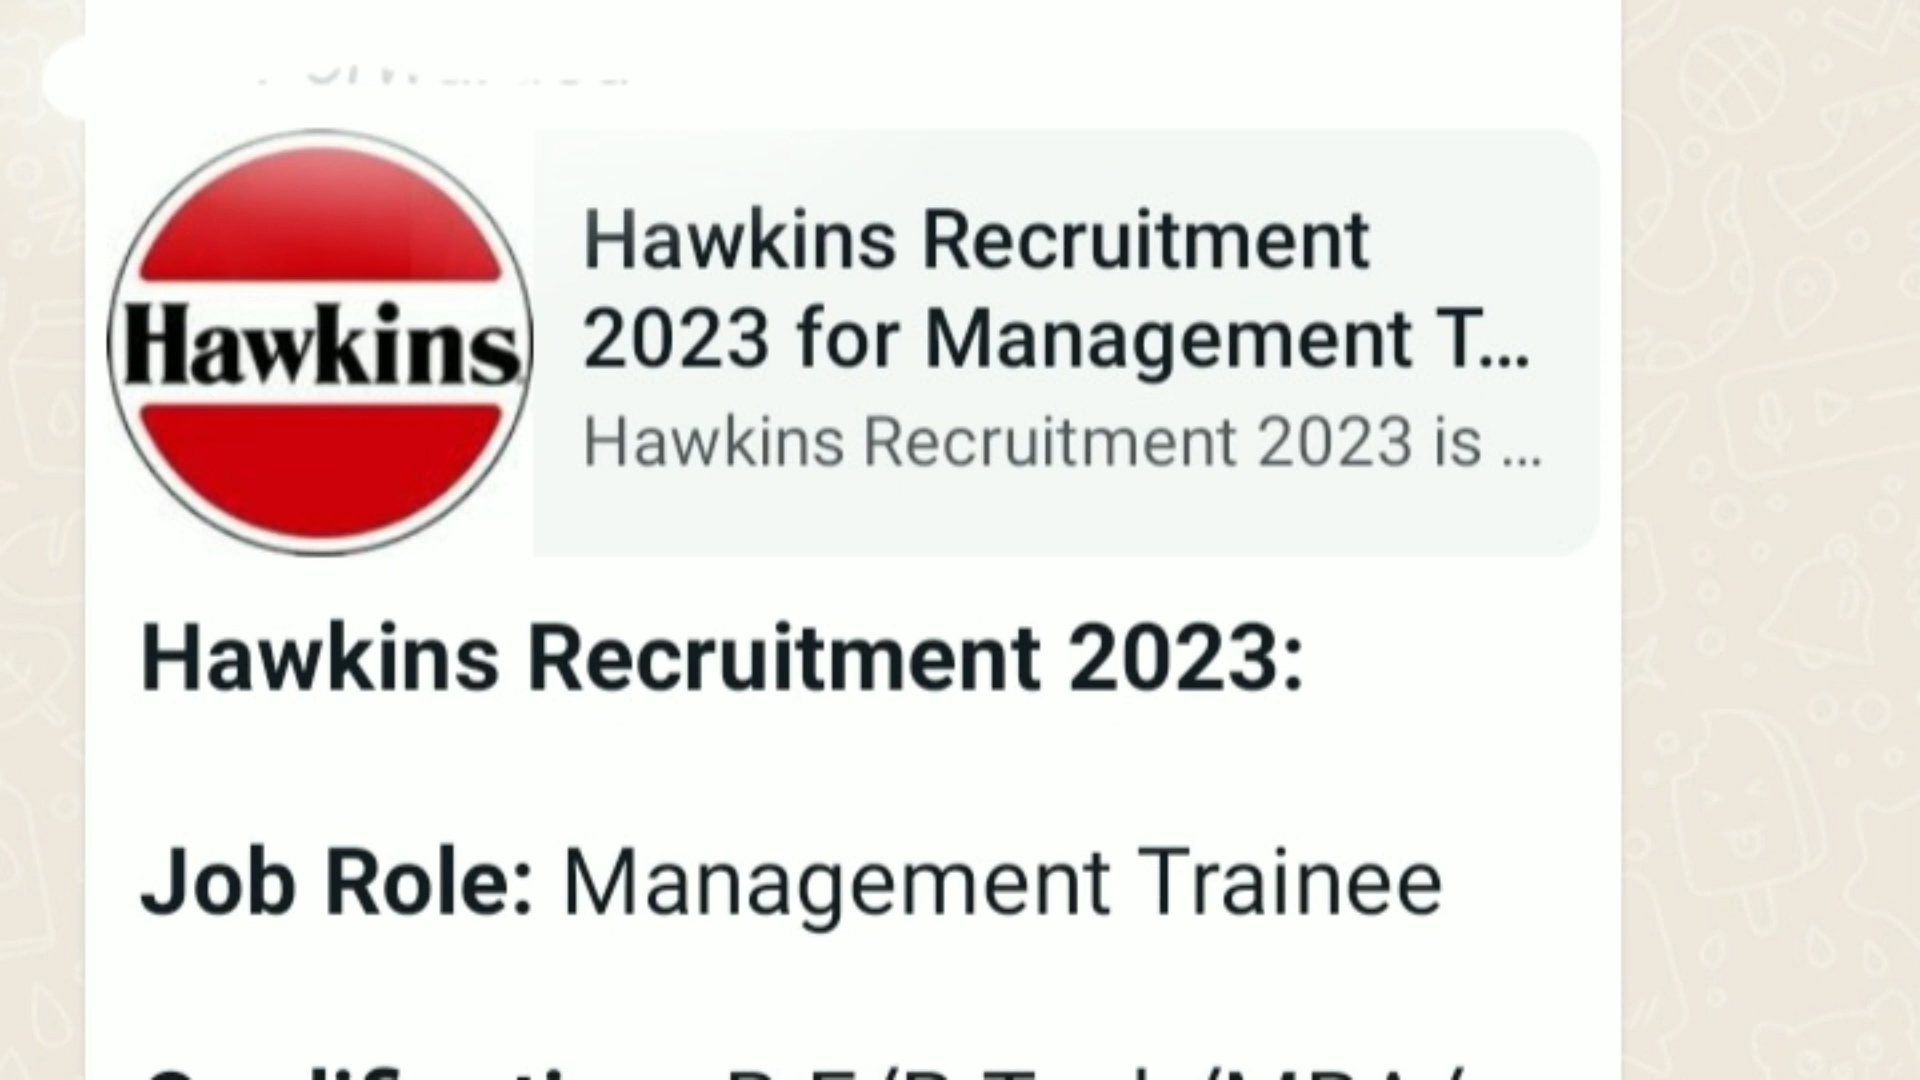 Hawkins
Hawkins Recruitment
2023 for Management T...
Hawkins Recruitment 2023 is ...
Hawkins Recruitment 2023:
Job Role: Management Trainee